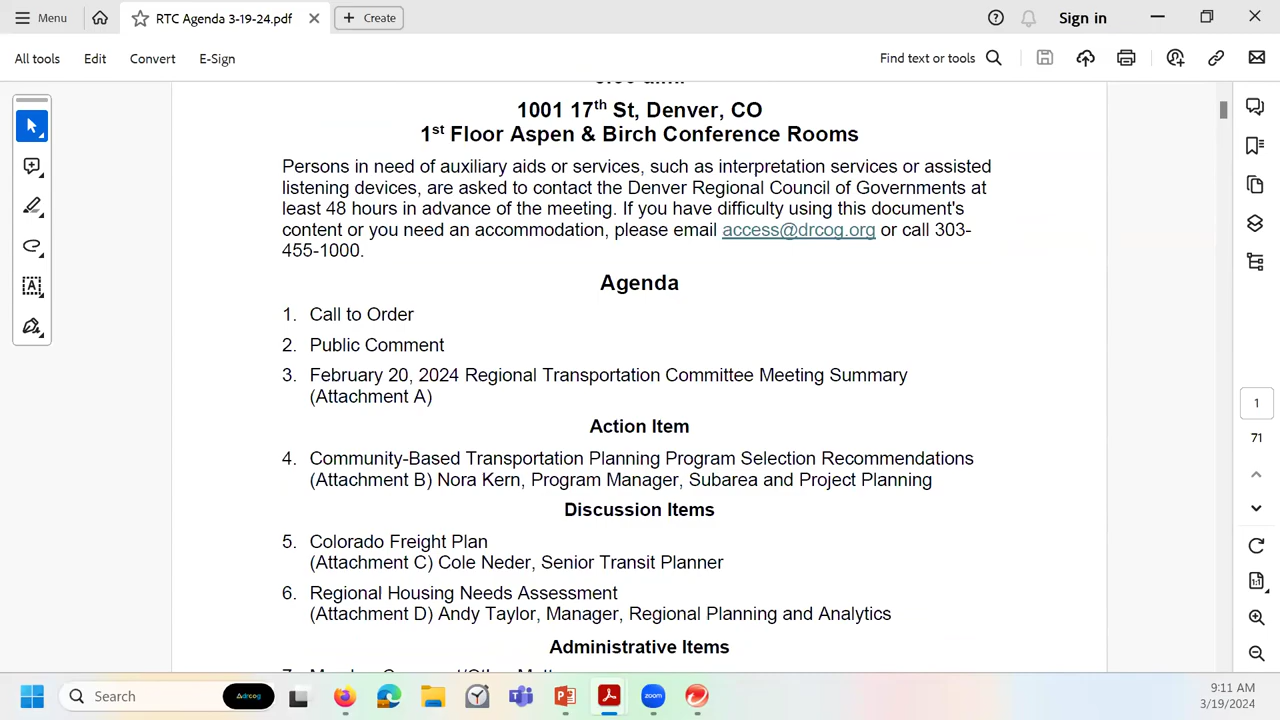 Menu
RTC Agenda 3-19-24.pdf
Create
Sign in
All tools
Edit
Convert
E-Sign
Find text or tools
1001 17th St, Denver, CO
1st Floor Aspen & Birch Conference Rooms
Persons in need of auxiliary aids or services, such as interpretation services or assisted
listening devices, are asked to contact the Denver Regional Council of Governments at
least 48 hours in advance of the meeting. If you have difficulty using this document's
content or you need an accommodation, please email access@drcog.org or call 303-
455-1000.
Agenda
1. Call to Order
2. Public Comment
3. February 20, 2024 Regional Transportation Committee Meeting Summary
(Attachment A)
Action Item
4. Community-Based Transportation Planning Program Selection Recommendations
(Attachment B) Nora Kern, Program Manager, Subarea and Project Planning
Discussion Items
5. Colorado Freight Plan
(Attachment C) Cole Neder, Senior Transit Planner
6. Regional Housing Needs Assessment
(Attachment D) Andy Taylor, Manager, Regional Planning and Analytics
Administrative Items
1
71
Search
drcog
zoom
9:11 AM
3/19/2024